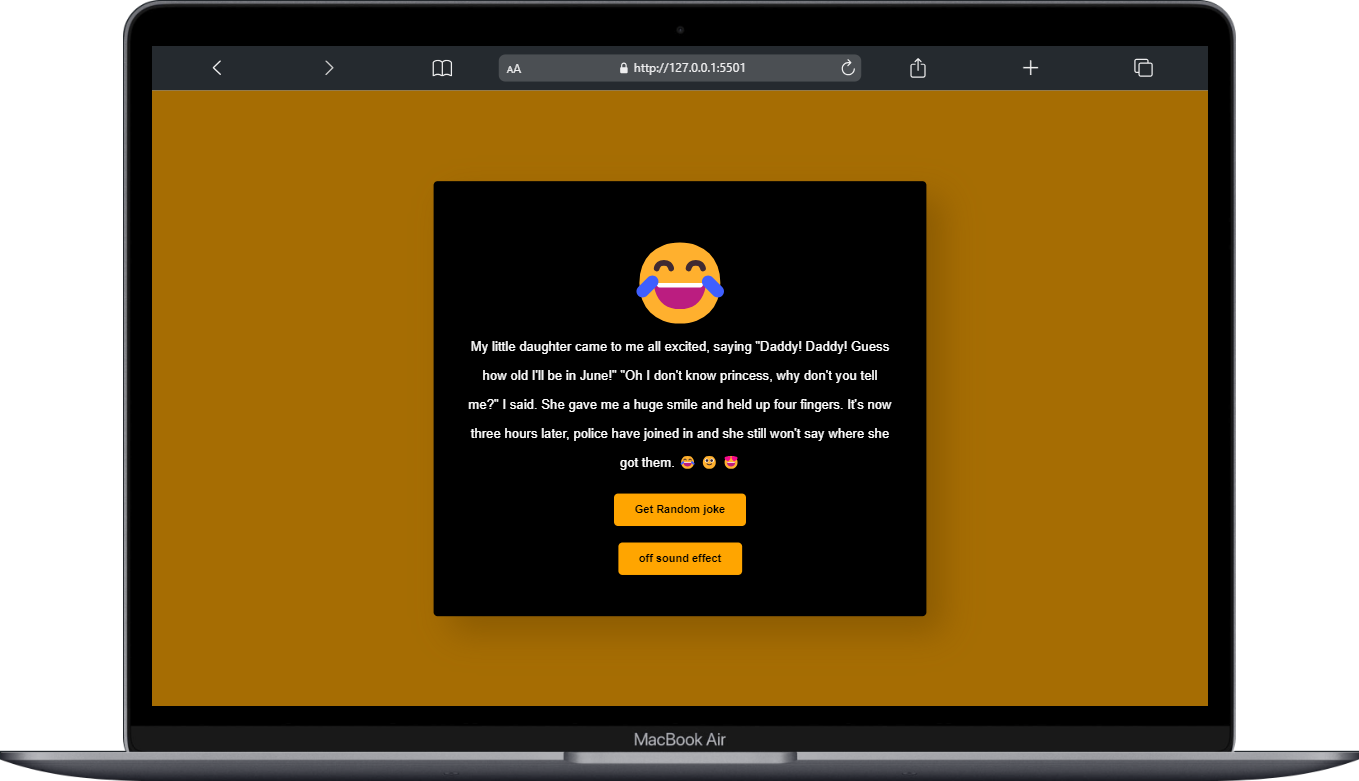 AA
http://127.0.0.1:5501
My little daughter came to me all excited, saying "Daddy! Daddy! Guess
how old I'll be in June!" "Oh I don't know princess, why don't you tell
me?" I said. She gave me a huge smile and held up four fingers. It's now
three hours later, police have joined in and she still won't say where she
got them. 😂 🙂 😍
Get Random joke
off sound effect
MacBook Air